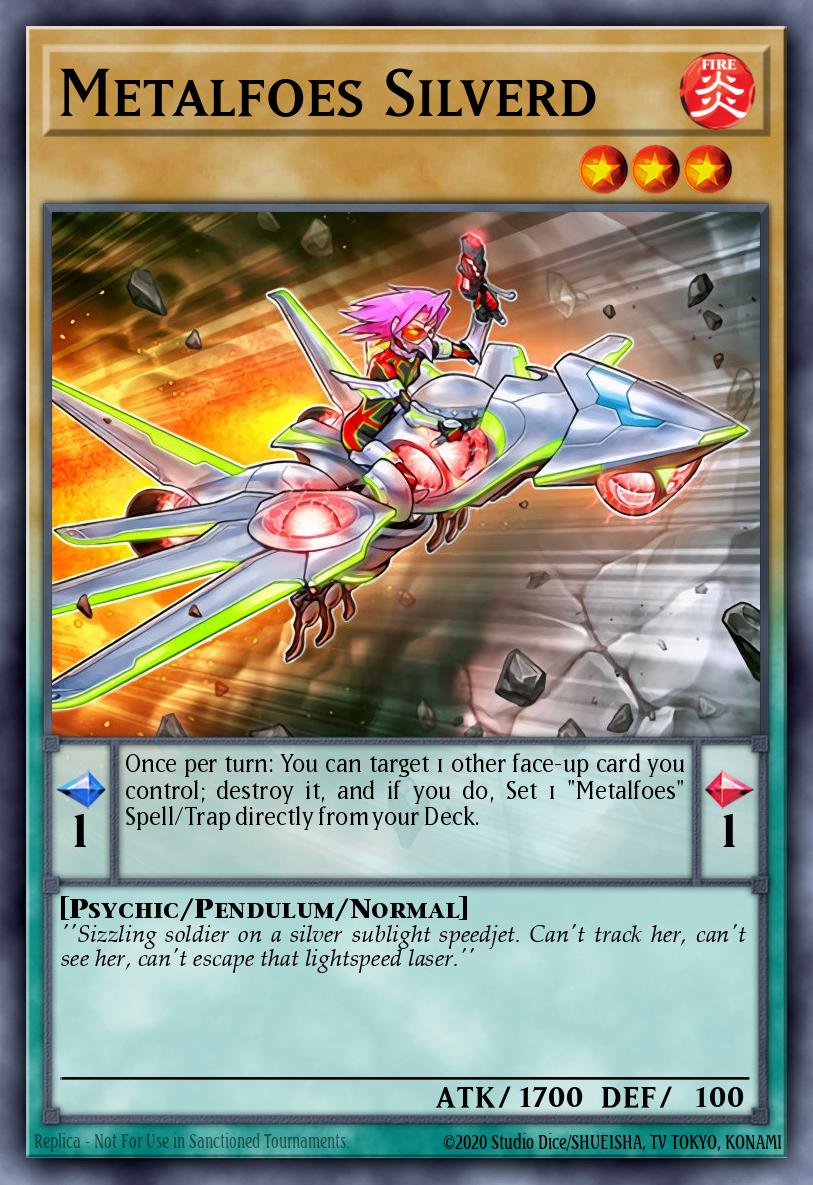 Metalfoes Silverd
FIRE
炎
Once per turn: You can target 1 other face-up card you
control; destroy it, and if you do, Set 1 "Metalfoes"
Spell/Trap directly from your Deck.
1
1
[Psychic/Pendulum/Normal]
''Sizzling soldier on a silver sublight speedjet. Can't track her, can't
see her, can't escape that lightspeed laser.''
ATK/ 1700 DEF/ 100
Replica - Not For Use in Sanctioned Tournaments.
©2020 Studio Dice/SHUEISHA, TV TOKYO, KONAMI